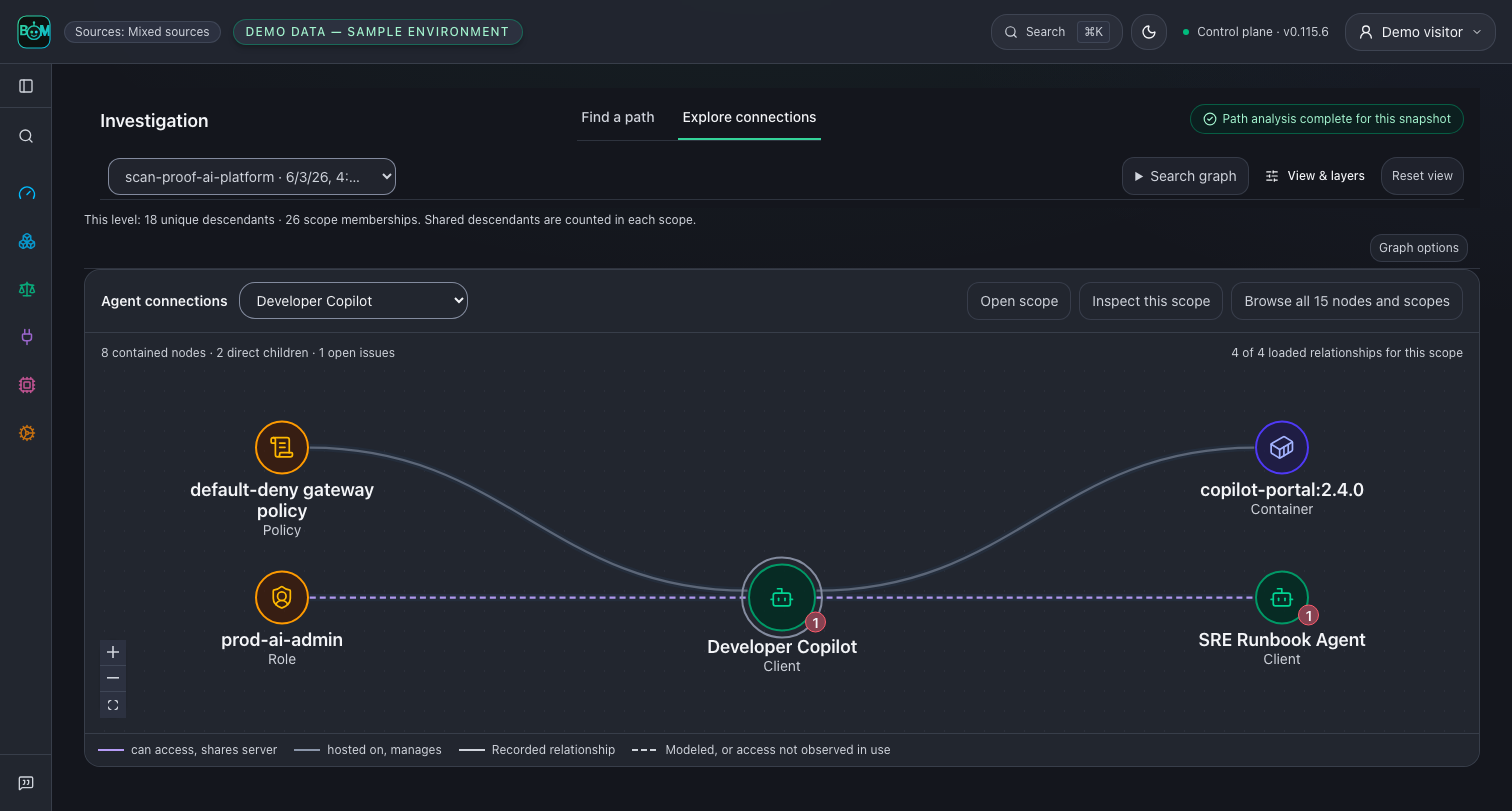 BOM
Sources: Mixed sources
DEMO DATA — SAMPLE ENVIRONMENT
Search ⌘K
Control plane · v0.115.6
Demo visitor
Investigation
Find a path
Explore connections
Path analysis complete for this snapshot
scan-proof-ai-platform · 6/3/26, 4:...
Search graph
View & layers
Reset view
This level: 18 unique descendants · 26 scope memberships. Shared descendants are counted in each scope.
Graph options
Agent connections
Developer Copilot
Open scope
Inspect this scope
Browse all 15 nodes and scopes
8 contained nodes · 2 direct children · 1 open issues
4 of 4 loaded relationships for this scope
default-deny gateway
policy
Policy
copilot-portal:2.4.0
Container
prod-ai-admin
Role
1
Developer Copilot
Client
1
SRE Runbook Agent
Client
can access, shares server
hosted on, manages
Recorded relationship
Modeled, or access not observed in use